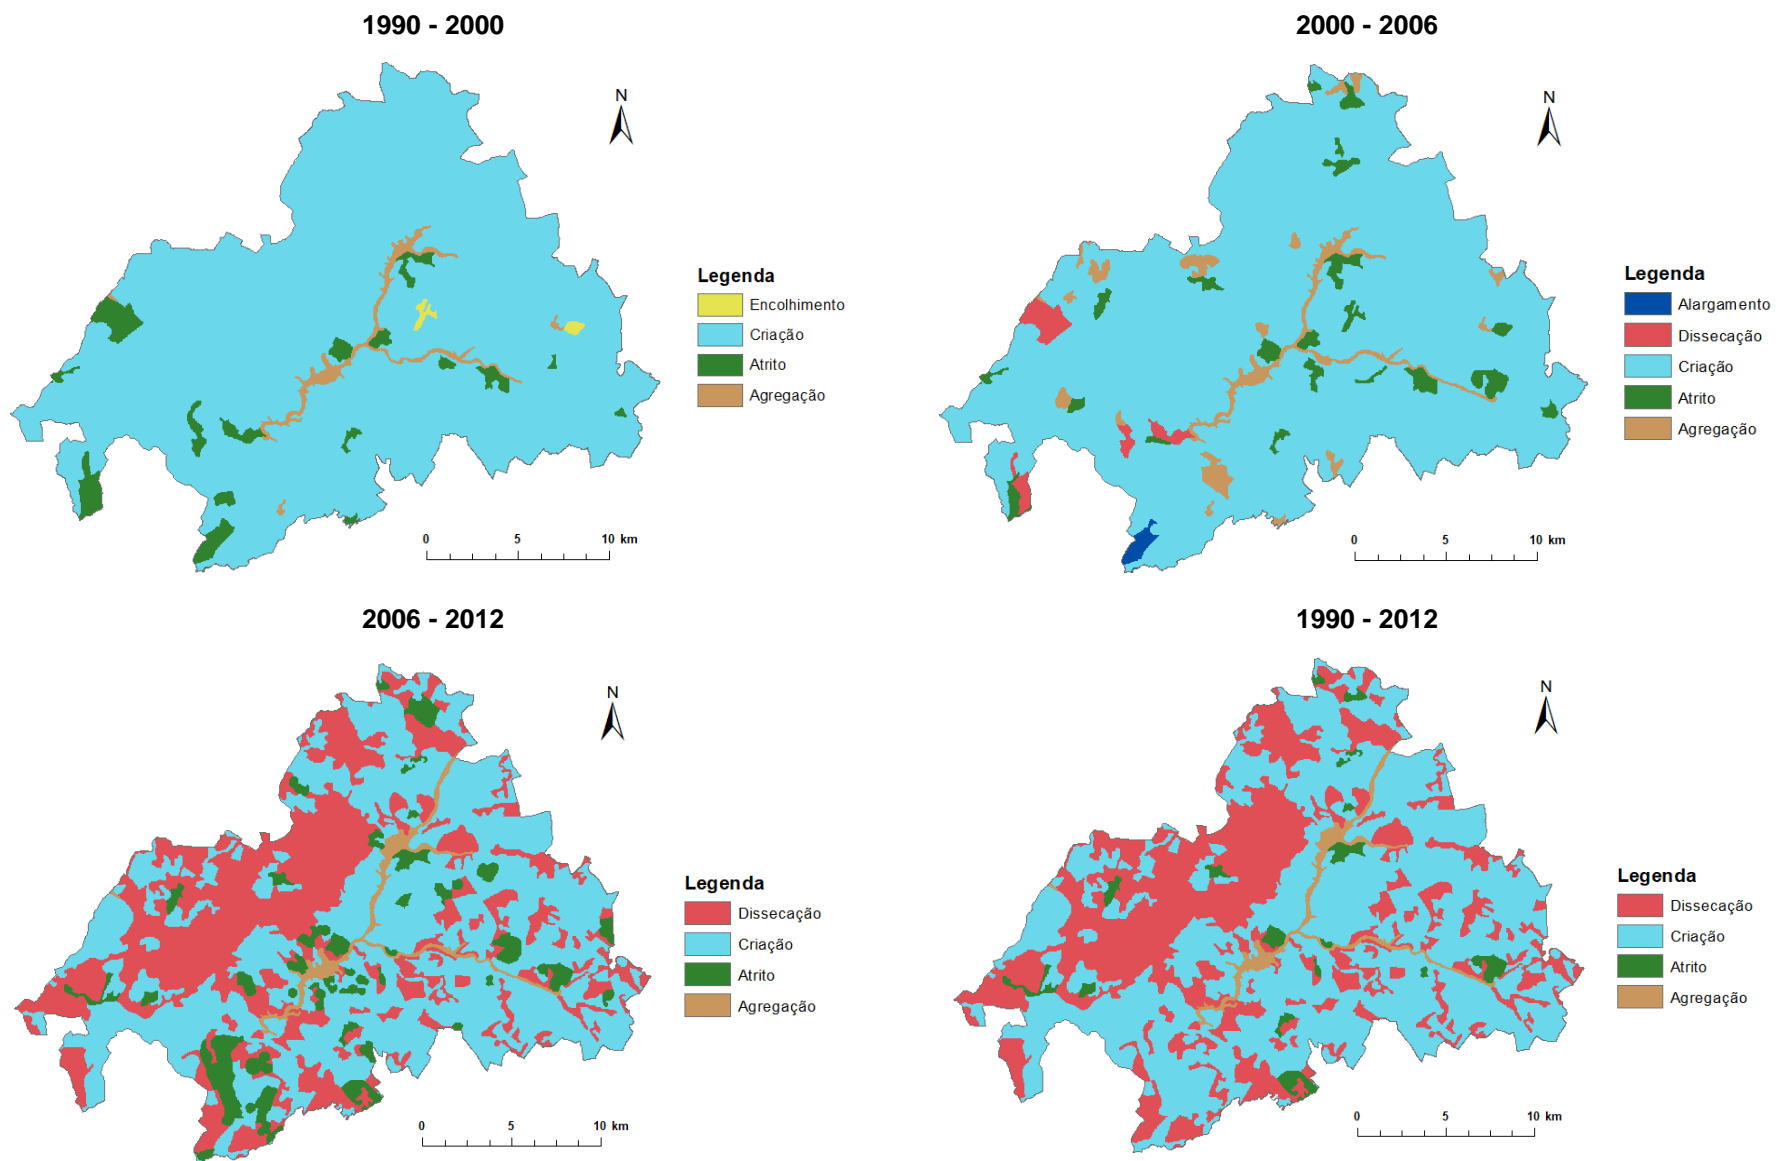 1990 - 2000
N
Legenda
Encolhimento
Criação
Atrito
Agregação
0 5 10 km
2000 - 2006
N
Legenda
Alargamento
Dissecação
Criação
Atrito
Agregação
0 5 10 km
2006 - 2012
N
Legenda
Dissecação
Criação
Atrito
Agregação
0 5 10 km
1990 - 2012
N
Legenda
Dissecação
Criação
Atrito
Agregação
0 5 10 km